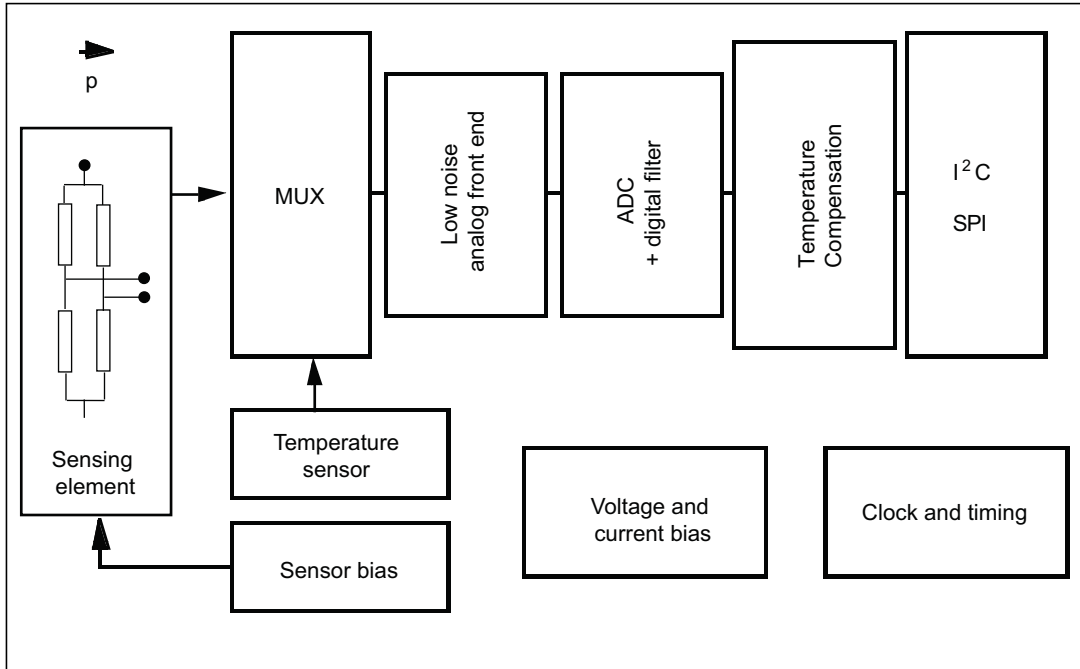 p
Sensing
element
MUX
Low noise
analog front end
ADC
+ digital filter
Temperature
Compensation
I²C
SPI
Temperature
sensor
Sensor bias
Voltage and
current bias
Clock and timing